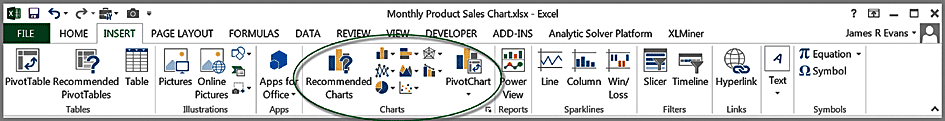 Monthly Product Sales Chart.xlsx - Excel
FILE HOME INSERT PAGE LAYOUT FORMULAS DATA REVIEW VIEW DEVELOPER ADD-INS Analytic Solver Platform XLMiner James R Evans
PivotTable Recommended PivotTables Table Pictures Online Pictures Apps for Office Recommended Charts PivotChart Power View Line Column Win/Loss Slicer Timeline Hyperlink Text Equation Symbol
Tables Illustrations Apps Charts Reports Sparklines Filters Links Symbols